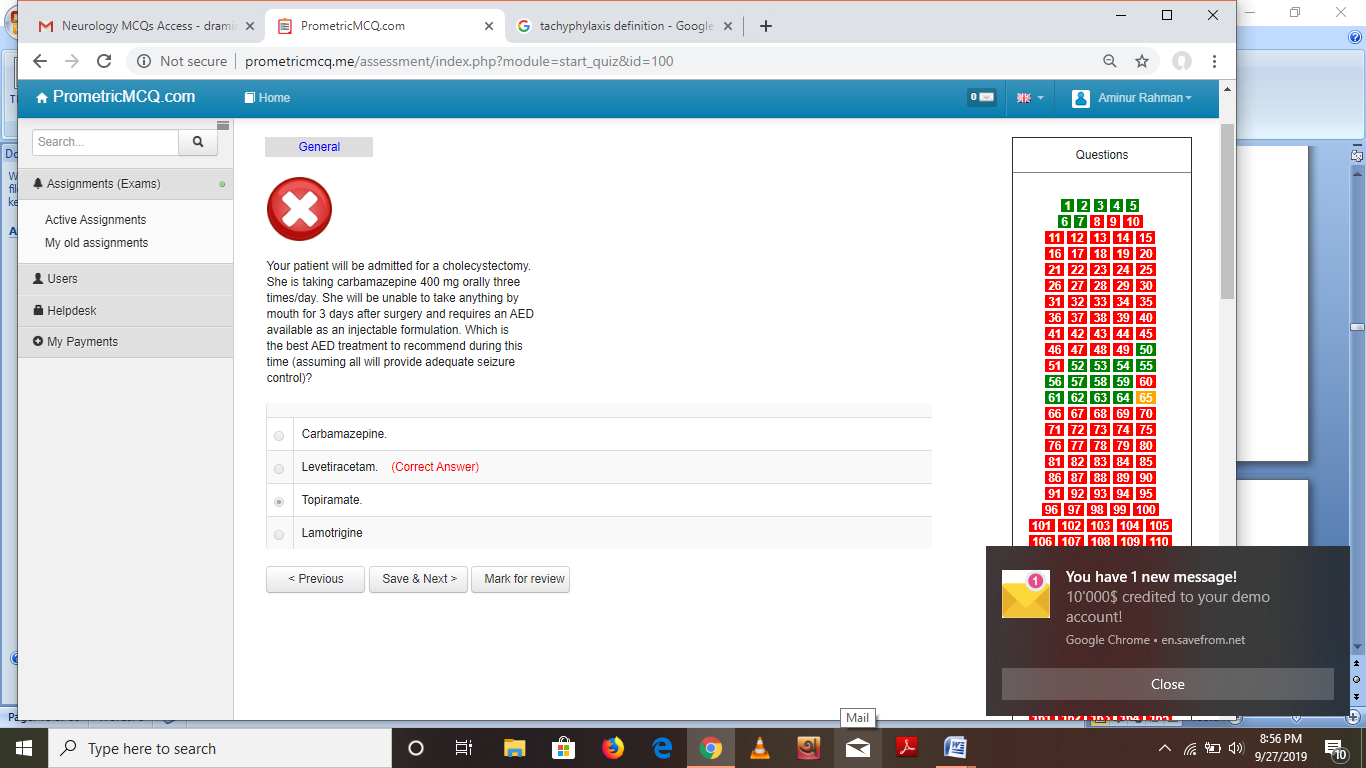 Neurology MCQs Access - drami
PrometricMCQ.com
tachyphylaxis definition - Google
Not secure | prometricmcq.me/assessment/index.php?module=start_quiz&id=100
PrometricMCQ.com
Home
0
Aminur Rahman
Search...
Assignments (Exams)
Active Assignments
My old assignments
Users
Helpdesk
My Payments
General
Your patient will be admitted for a cholecystectomy.
She is taking carbamazepine 400 mg orally three
times/day. She will be unable to take anything by
mouth for 3 days after surgery and requires an AED
available as an injectable formulation. Which is
the best AED treatment to recommend during this
time (assuming all will provide adequate seizure
control)?
Carbamazepine.
Levetiracetam. (Correct Answer)
Topiramate.
Lamotrigine
< Previous
Save & Next >
Mark for review
Questions
1 2 3 4 5
6 7 8 9 10
11 12 13 14 15
16 17 18 19 20
21 22 23 24 25
26 27 28 29 30
31 32 33 34 35
36 37 38 39 40
41 42 43 44 45
46 47 48 49 50
51 52 53 54 55
56 57 58 59 60
61 62 63 64 65
66 67 68 69 70
71 72 73 74 75
76 77 78 79 80
81 82 83 84 85
86 87 88 89 90
91 92 93 94 95
96 97 98 99 100
101 102 103 104 105
106 107 108 109 110
1
You have 1 new message!
10'000$ credited to your demo
account!
Google Chrome • en.savefrom.net
Close
Mail
Type here to search
8:56 PM
9/27/2019
10